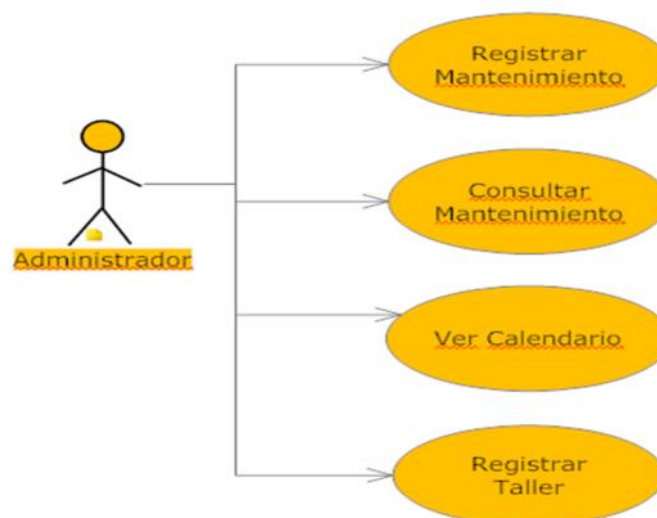 Registrar
Mantenimiento
Consultar
Mantenimiento
Administrador
Ver Calendario
Registrar
Taller